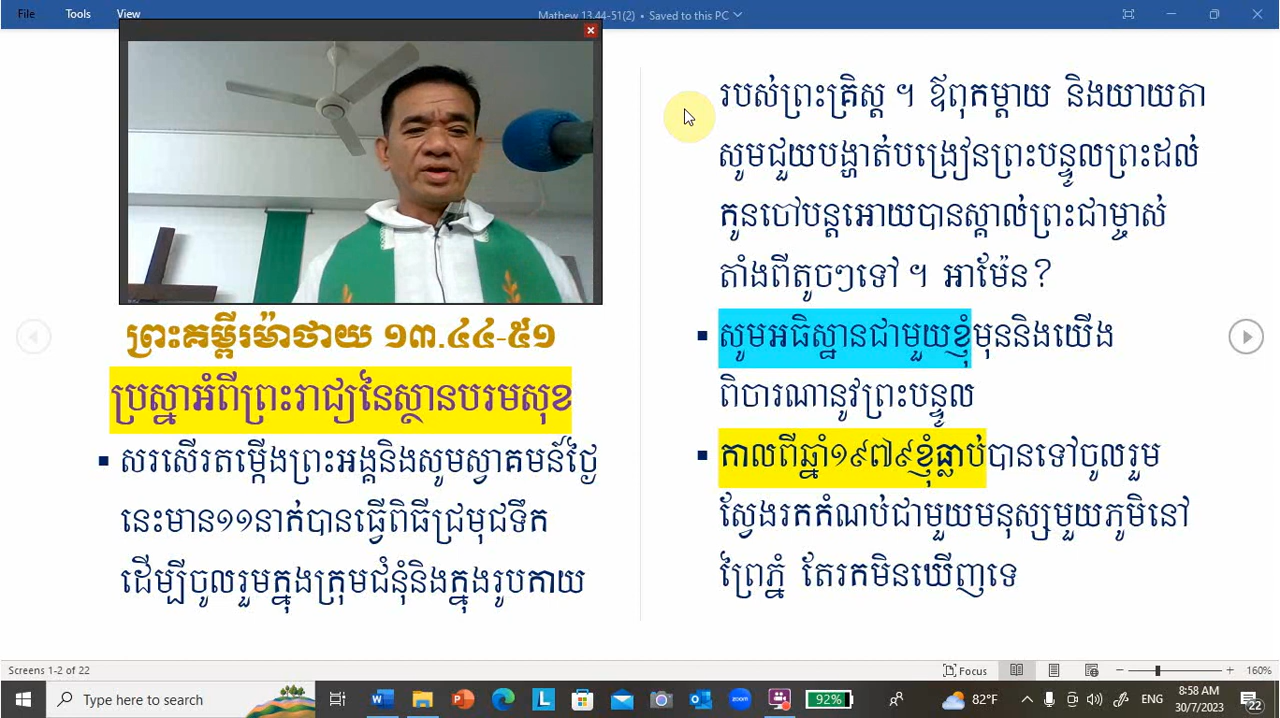 File Tools View
Mathew 13.44-51(2) • Saved to this PC
ព្រះគម្ពីរម៉ាថាយ ១៣.៤៤-៥១
ប្រស្នាអំពីព្រះរាជ្យនៃស្ថានបរមសុខ
សរសើរតម្កើងព្រះអង្គនិងសូមស្វាគមន៍ថ្ងៃ
នេះមាន១១នាក់បានធ្វើពិធីជ្រមុជទឹក
ដើម្បីចូលរួមក្នុងក្រុមជំនុំនិងក្នុងរូបកាយ
របស់ព្រះគ្រិស្ត ។ ឪពុកម្តាយ និងយាយតា
សូមជួយបង្ហាត់បង្រៀនព្រះបន្ទូលព្រះដល់
កូនចៅបន្តអោយបានស្គាល់ព្រះជាម្ចាស់
តាំងពីតូចៗទៅ ។ អាម៉ែន?
សូមអធិស្ឋានជាមួយខ្ញុំមុននិងយើង
ពិចារណានូវព្រះបន្ទូល
កាលពីឆ្នាំ១៩៧៩ខ្ញុំធ្លាប់បានទៅចូលរួម
ស្វែងរកកំណប់ជាមួយមនុស្សមួយភូមិនៅ
ព្រៃភ្នំ តែរកមិនឃើញទេ
Screens 1-2 of 22
Focus
160%
Type here to search
92%
82°F
ENG
8:58 AM
30/7/2023
22